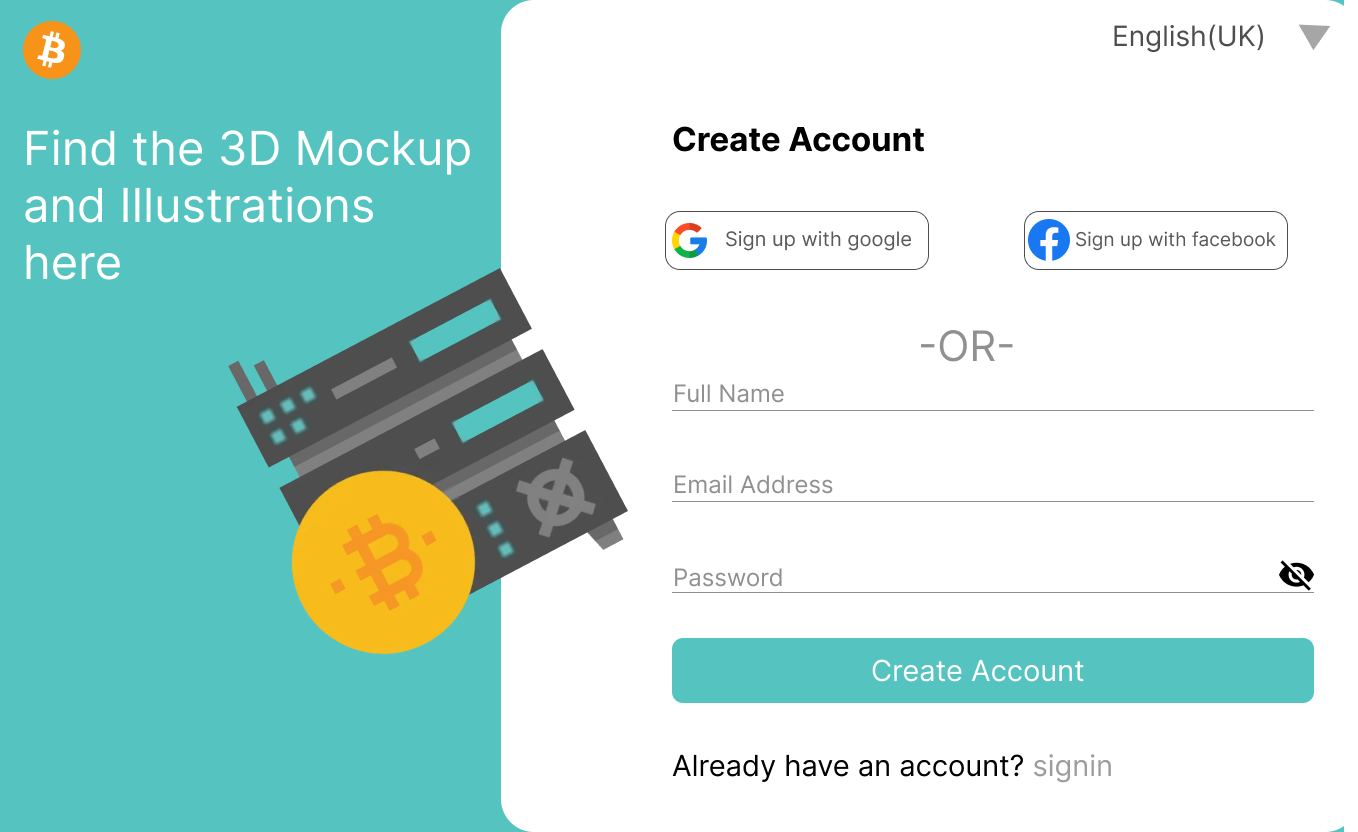 Find the 3D Mockup
and Illustrations
here
English(UK)
Create Account
Sign up with google
Sign up with facebook
-OR-
Full Name
Email Address
Password
Create Account
Already have an account? signin